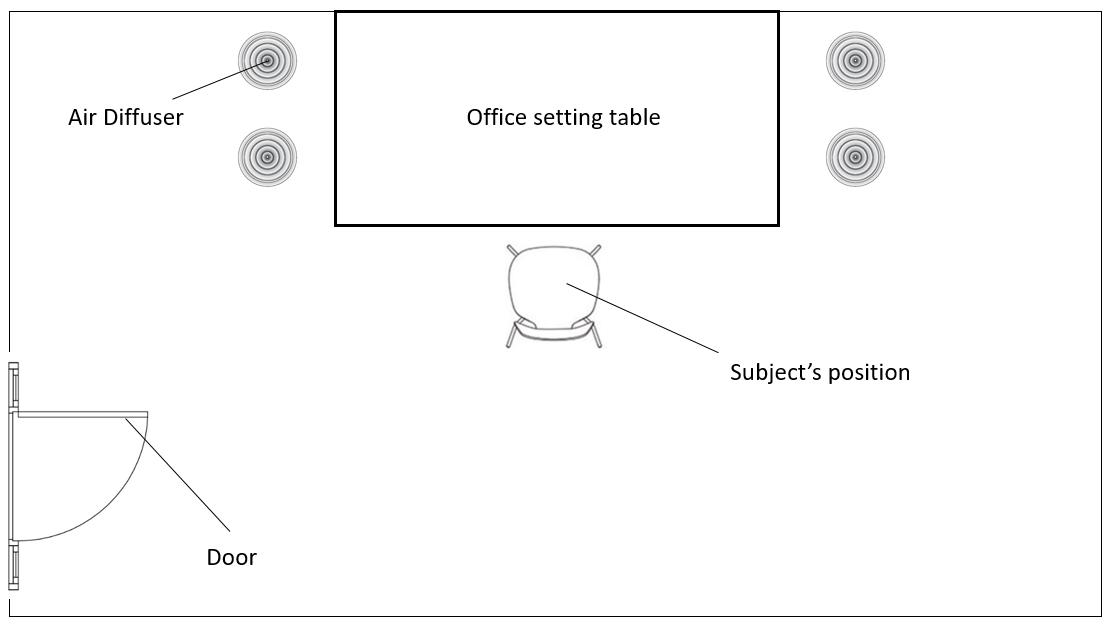 Air Diffuser
Office setting table
Subject’s position
Door